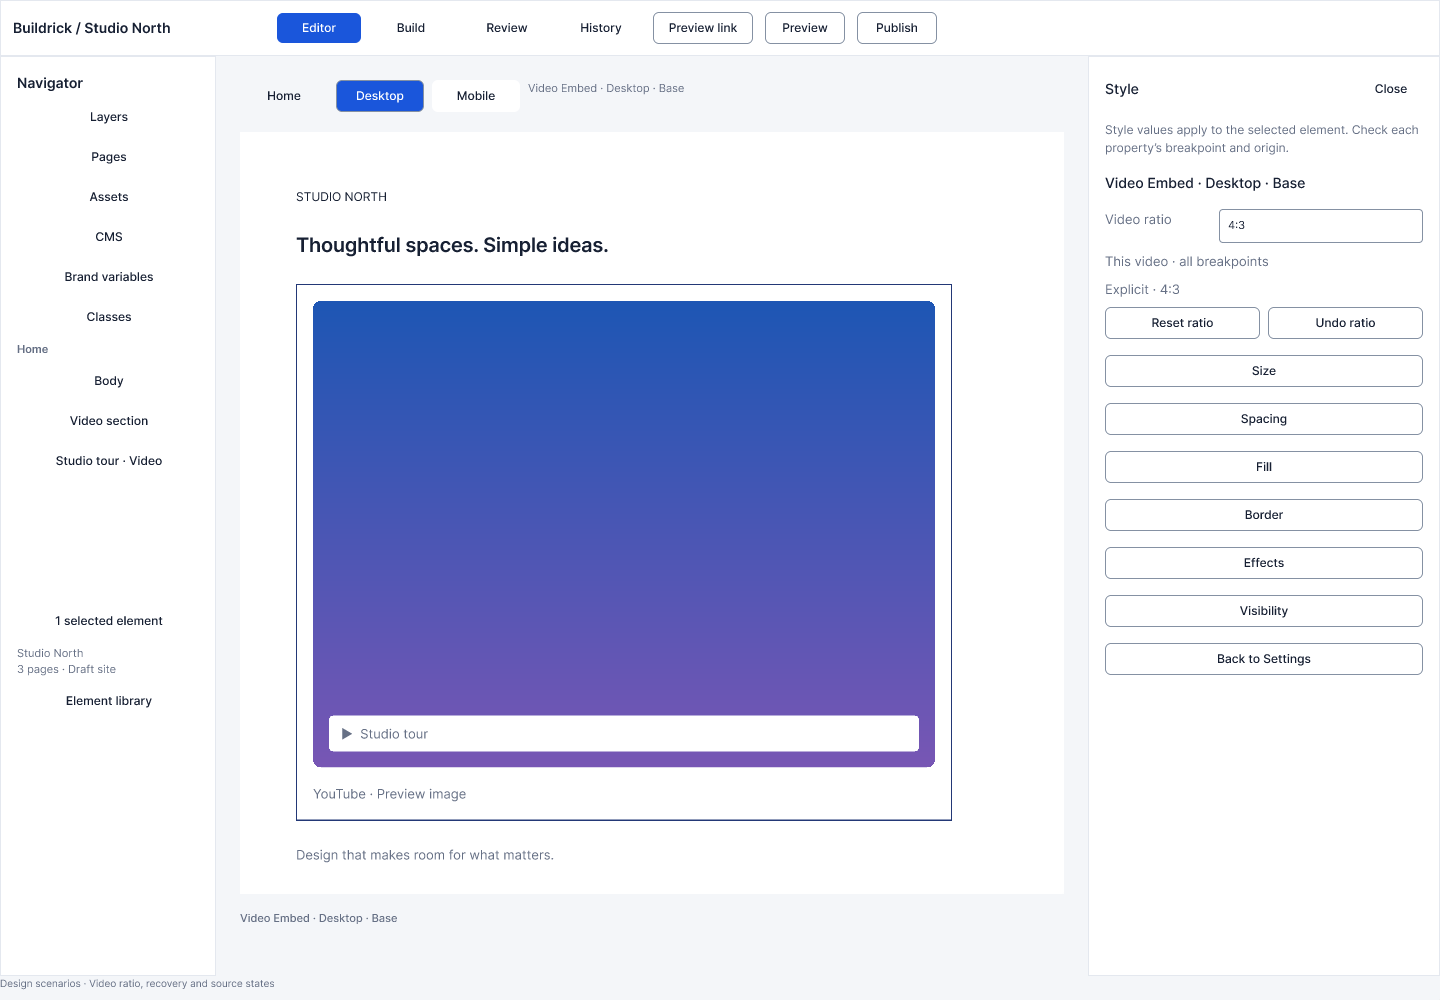 Buildrick / Studio North
Editor
Build
Review
History
Preview link
Preview
Publish
Navigator
Layers
Pages
Assets
CMS
Brand variables
Classes
Home
Body
Video section
Studio tour · Video
1 selected element
Studio North
3 pages · Draft site
Element library
Home
Desktop
Mobile
Video Embed · Desktop · Base
STUDIO NORTH
Thoughtful spaces. Simple ideas.
Studio tour
YouTube · Preview image
Design that makes room for what matters.
Video Embed · Desktop · Base
Style
Close
Style values apply to the selected element. Check each
property’s breakpoint and origin.
Video Embed · Desktop · Base
Video ratio
4:3
This video · all breakpoints
Explicit · 4:3
Reset ratio
Undo ratio
Size
Spacing
Fill
Border
Effects
Visibility
Back to Settings
Design scenarios · Video ratio, recovery and source states